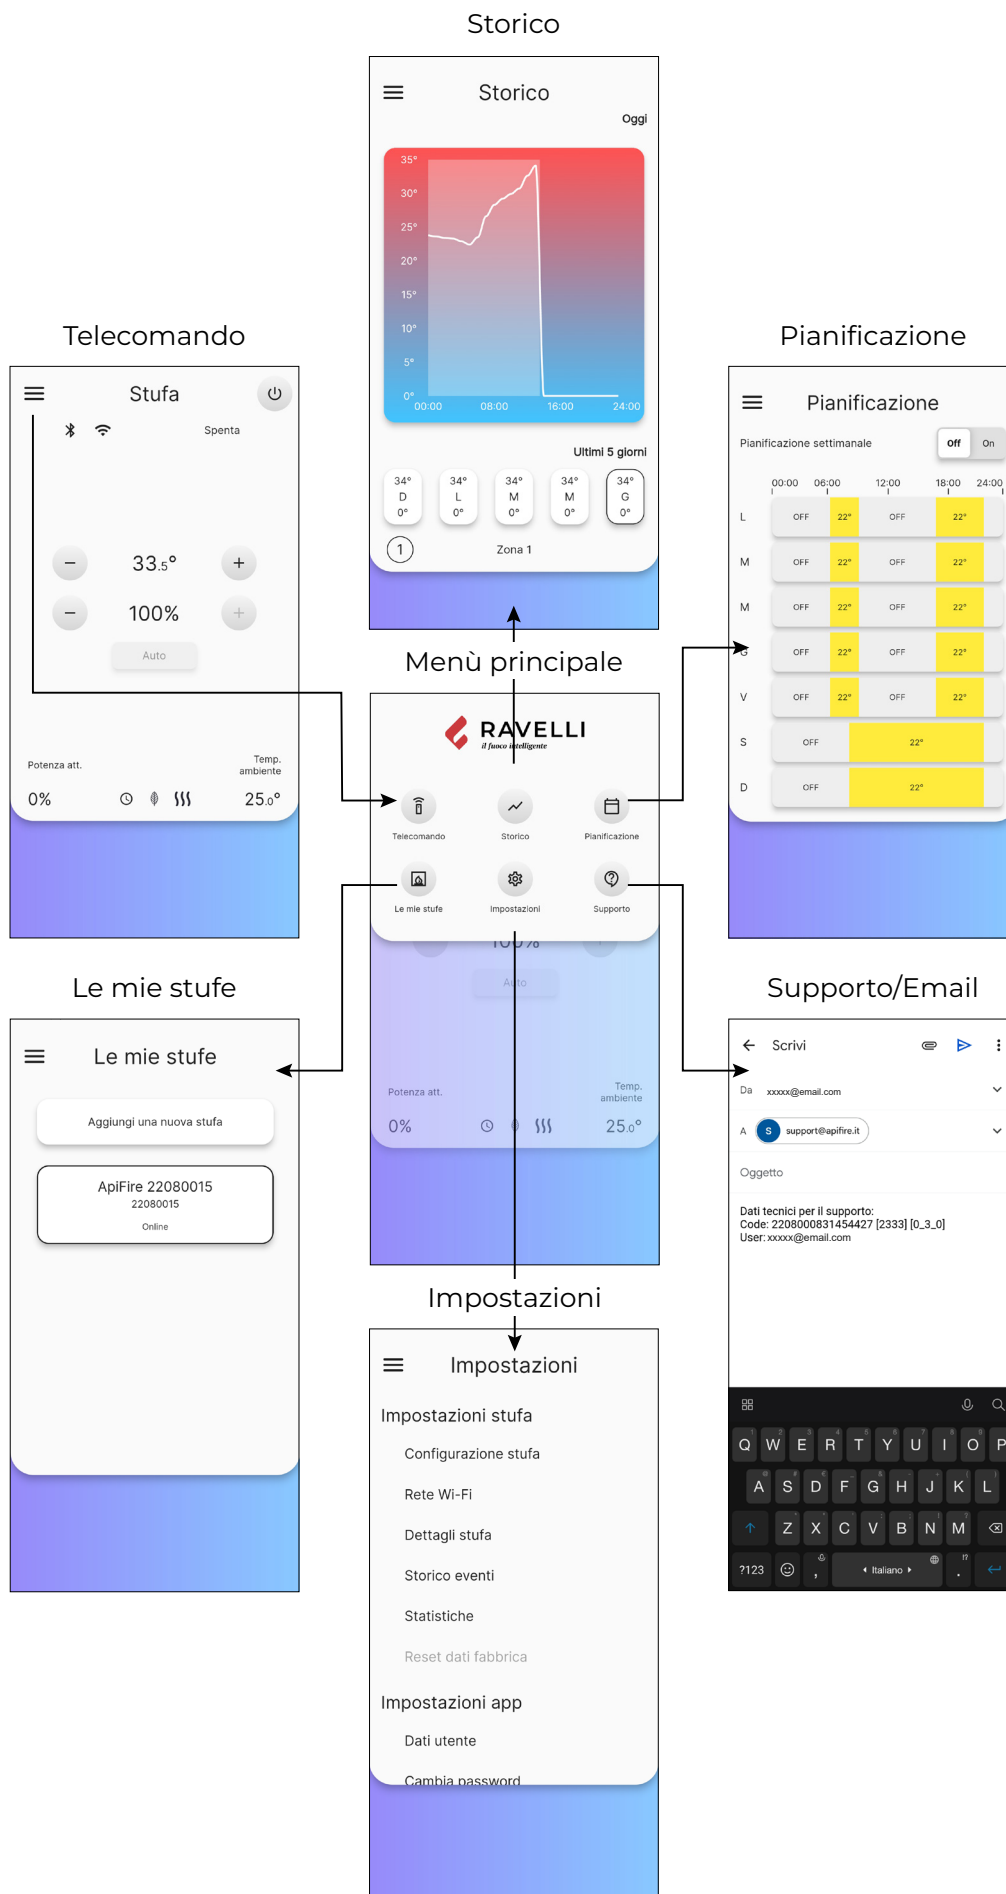 Storico
Storico
Oggi
35°
30°
25°
20°
15°
10°
5°
0°
00:00 08:00 16:00 24:00
Ultimi 5 giorni
34° 34° 34° 34° 34°
D L M M G
0° 0° 0° 0° 0°
1 Zona 1
Telecomando
Stufa
Spenta
33.5°
100%
Auto
Potenza att. Temp. ambiente
0% 25.0°
Pianificazione
Pianificazione
Pianificazione settimanale Off On
00:00 06:00 12:00 18:00 24:00
L OFF 22° OFF 22°
M OFF 22° OFF 22°
M OFF 22° OFF 22°
G OFF 22° OFF 22°
V OFF 22° OFF 22°
S OFF 22°
D OFF 22°
Menù principale
RAVELLI
il fuoco intelligente
Telecomando Storico Pianificazione
Le mie stufe Impostazioni Supporto
100%
Auto
Potenza att. Temp. ambiente
0% 25.0°
Le mie stufe
Le mie stufe
Aggiungi una nuova stufa
ApiFire 22080015
22080015
Online
Supporto/Email
Scrivi
Da xxxxx@email.com
A S support@apifire.it
Oggetto
Dati tecnici per il supporto:
Code: 2208000831454427 [2333] [0_3_0]
User: xxxxx@email.com
Q W E R T Y U I O P
A S D F G H J K L
Z X C V B N M
?123 , Italiano .
Impostazioni
Impostazioni
Impostazioni stufa
Configurazione stufa
Rete Wi-Fi
Dettagli stufa
Storico eventi
Statistiche
Reset dati fabbrica
Impostazioni app
Dati utente
Cambia password